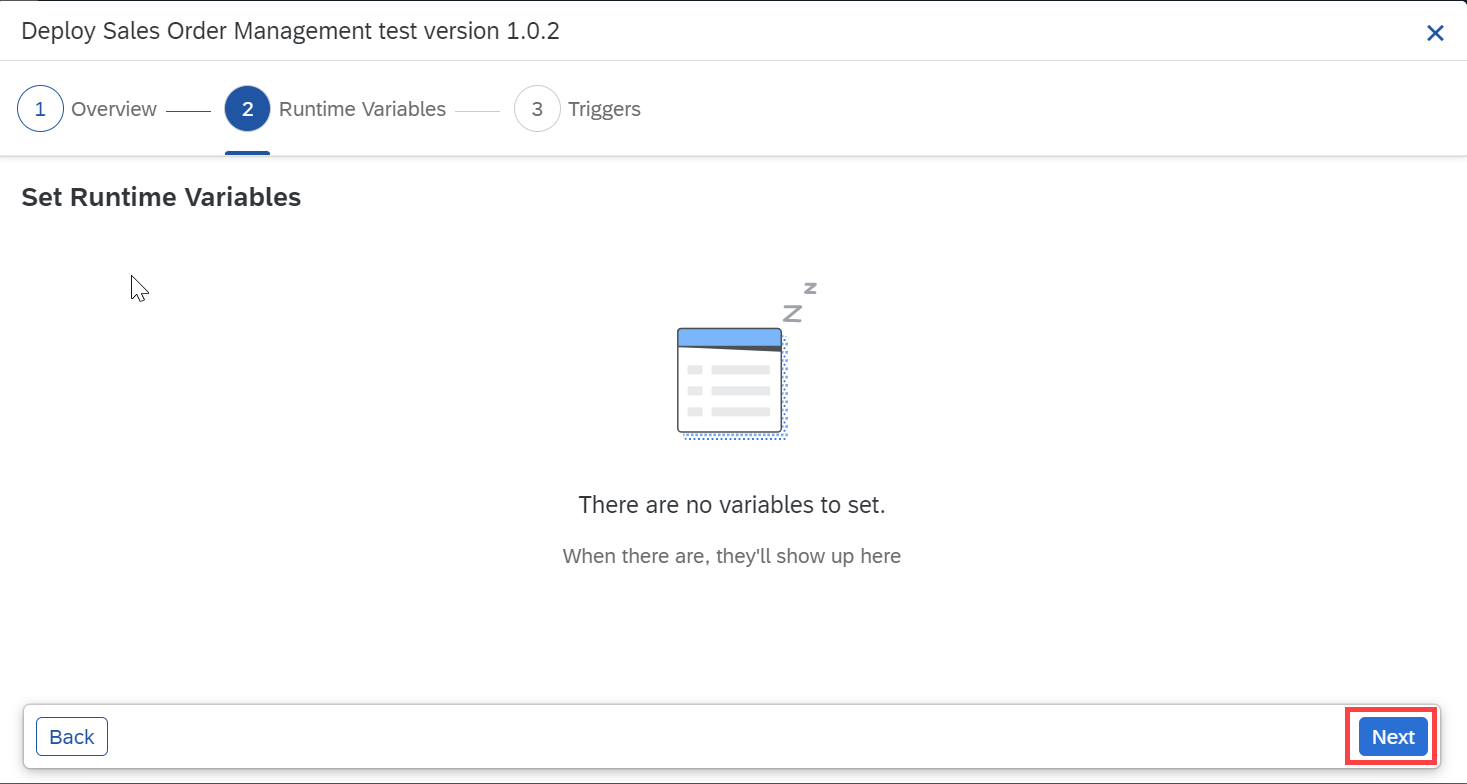 Deploy Sales Order Management test version 1.0.2
1 Overview 2 Runtime Variables 3 Triggers
Set Runtime Variables
z
Z
There are no variables to set.
When there are, they'll show up here
Back Next